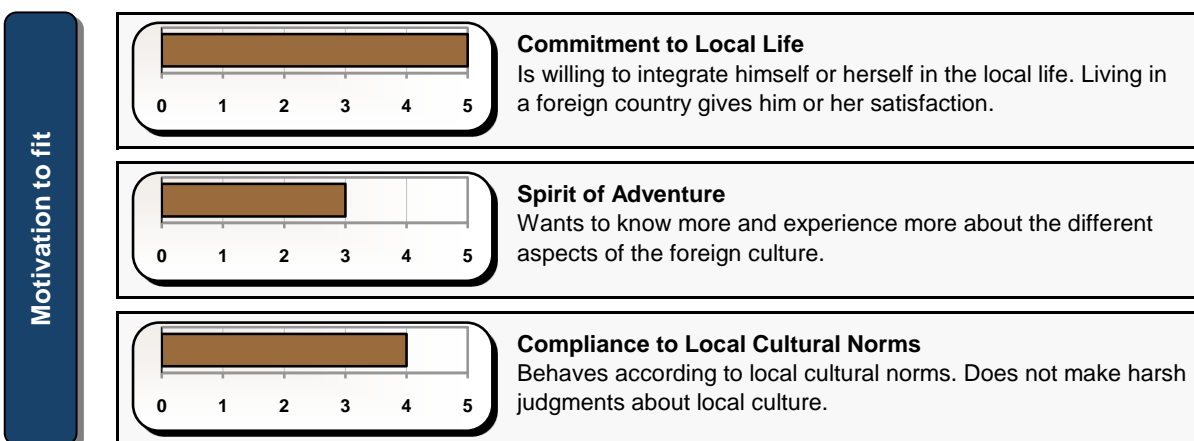 Motivation to fit
0 1 2 3 4 5
Commitment to Local Life
Is willing to integrate himself or herself in the local life. Living in
a foreign country gives him or her satisfaction.
0 1 2 3 4 5
Spirit of Adventure
Wants to know more and experience more about the different
aspects of the foreign culture.
0 1 2 3 4 5
Compliance to Local Cultural Norms
Behaves according to local cultural norms. Does not make harsh
judgments about local culture.